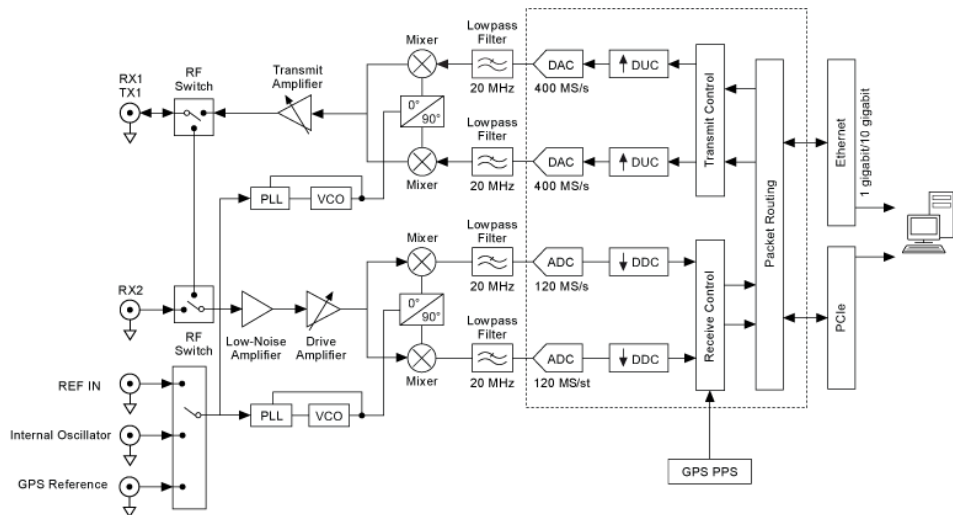 Lowpass
Filter
Mixer
DAC
DUC
Transmit
Amplifier
RF
Switch
RX1
TX1
20 MHz
400 MS/s
0°
90°
Transmit Control
Packet Routing
Ethernet
1 gigabit/10 gigabit
DAC
DUC
Mixer
20 MHz
400 MS/s
PLL
VCO
Lowpass
Filter
Mixer
ADC
DDC
RX2
20 MHz
120 MS/s
0°
90°
Receive Control
PCIe
RF
Switch
Low-Noise
Amplifier
Drive
Amplifier
Lowpass
Filter
ADC
DDC
Mixer
20 MHz
120 MS/st
REF IN
PLL
VCO
Internal Oscillator
GPS Reference
GPS PPS
Lowpass
Filter